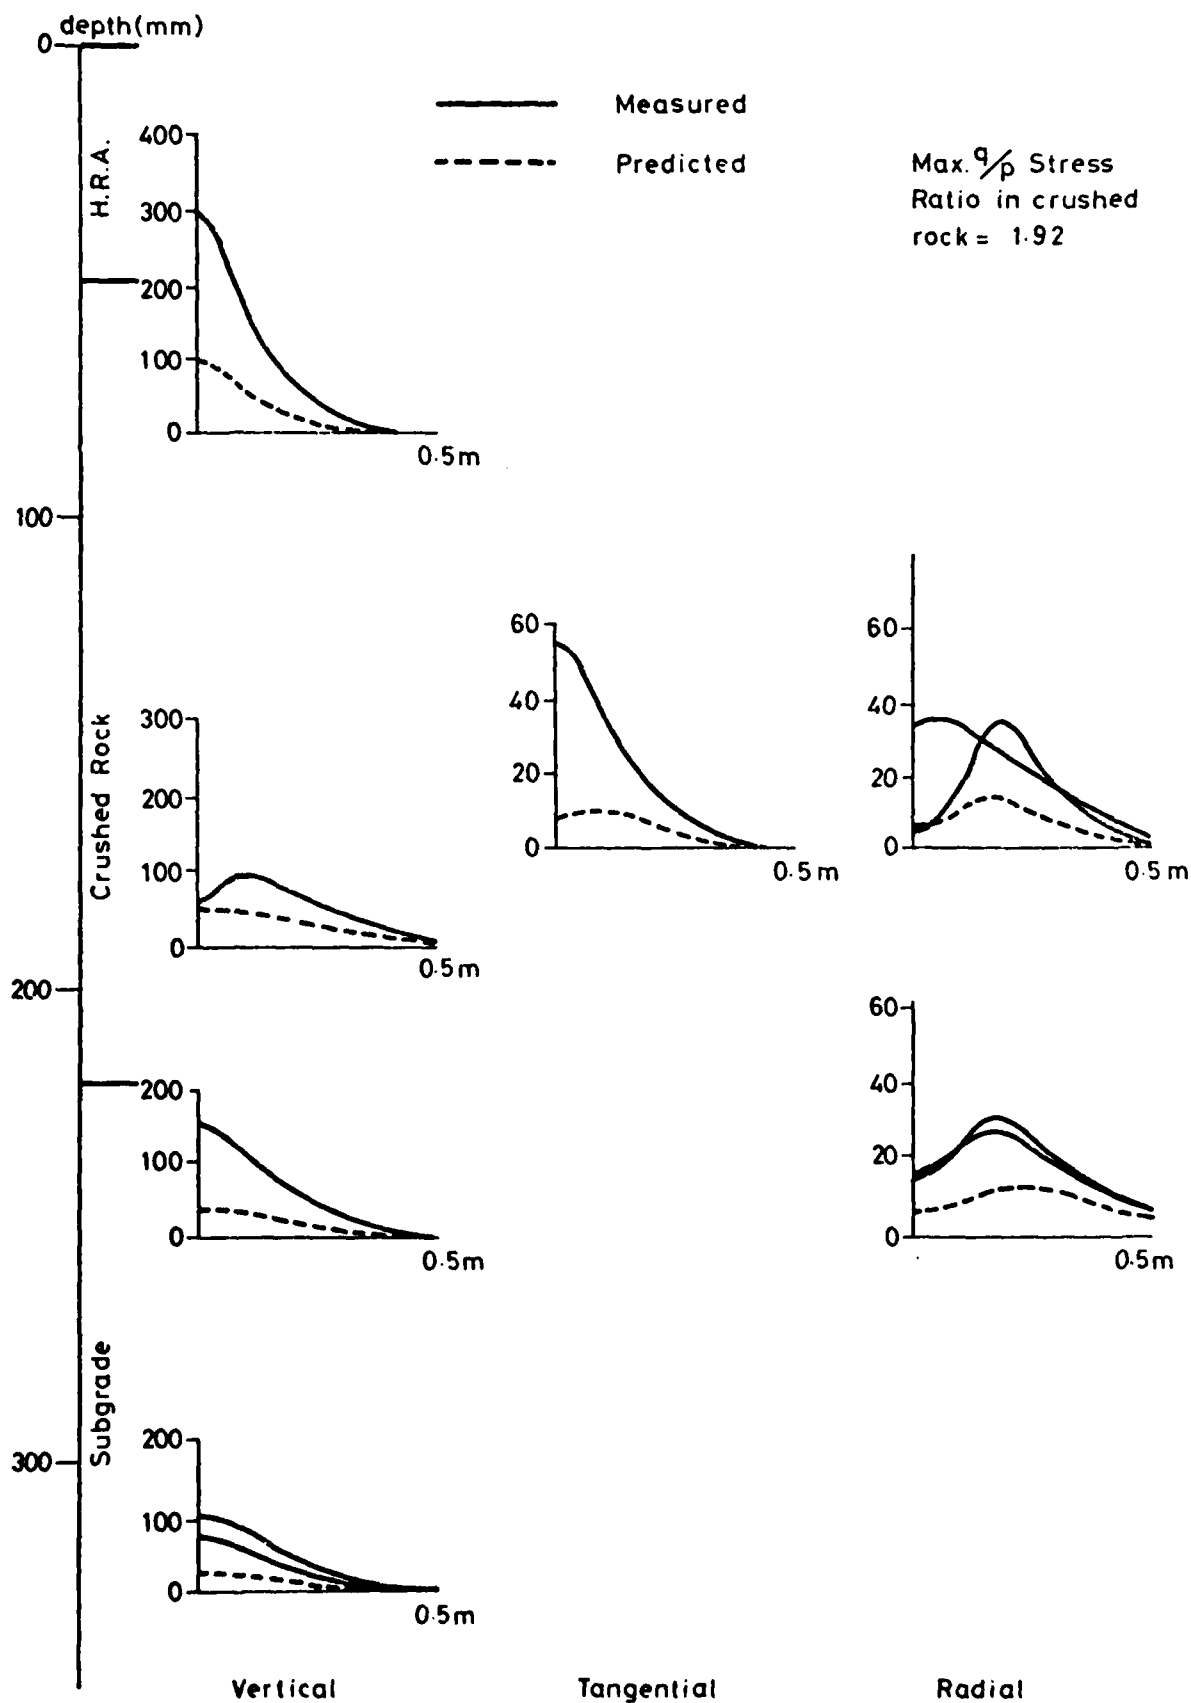 depth(mm)
0
100
200
300
H.R.A.
Crushed Rock
Subgrade
Measured
Predicted
Max. q/p Stress
Ratio in crushed
rock = 1.92
400
300
200
100
0
0.5m
60
40
20
0
0.5m
60
40
20
0
0.5m
300
200
100
0
0.5m
60
40
20
0
0.5m
200
100
0
0.5m
200
100
0
0.5m
Vertical
Tangential
Radial